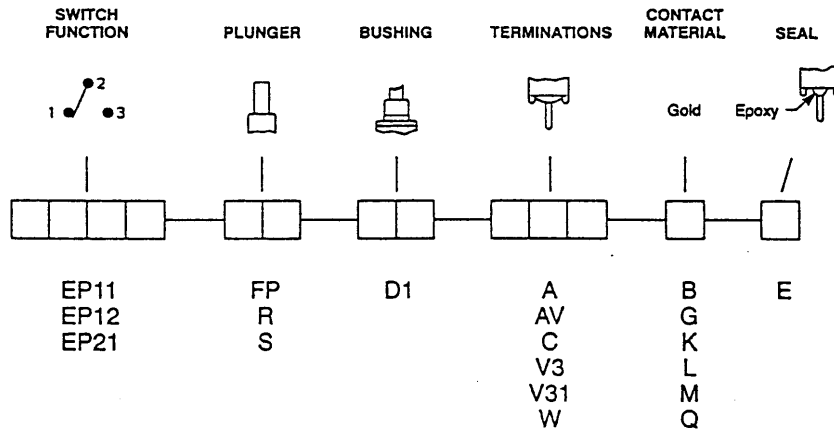 SWITCH FUNCTION PLUNGER BUSHING TERMINATIONS CONTACT MATERIAL SEAL
2
1 3 Gold Epoxy
EP11 FP D1 A B E
EP12 R AV G
EP21 S C K
V3 L
V31 M
W Q